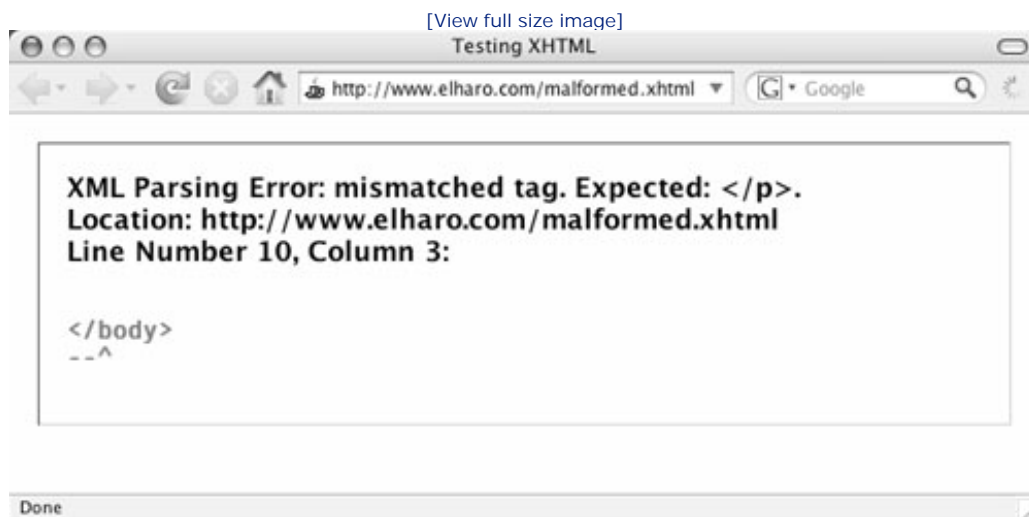 [View full size image]
Testing XHTML
http://www.elharo.com/malformed.xhtml
G Google
XML Parsing Error: mismatched tag. Expected: </p>.
Location: http://www.elharo.com/malformed.xhtml
Line Number 10, Column 3:
</body>
--^
Done